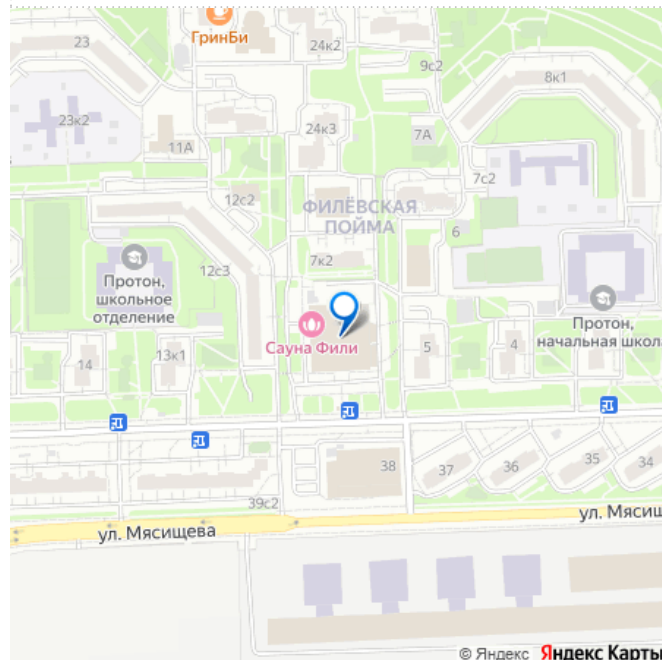 23
ГринБи
24к2
9с2
8к1
23к2
11А
24к3
7А
7с2
12с2
ФИЛЁВСКАЯ
ПОЙМА
6
12с3
7к2
Протон,
школьное
отделение
Сауна Фили
Протон,
начальная школа
14
13к1
5
4
38
37
36
35
34
39с2
ул. Мясищева
ул. Мясищ
© Яндекс Яндекс Карты